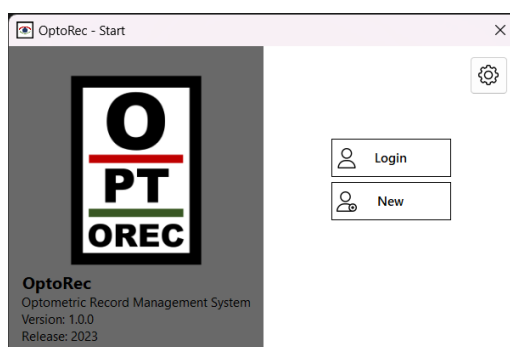 OptoRec - Start
O
PT
OREC
OptoRec
Optometric Record Management System
Version: 1.0.0
Release: 2023
Login
New